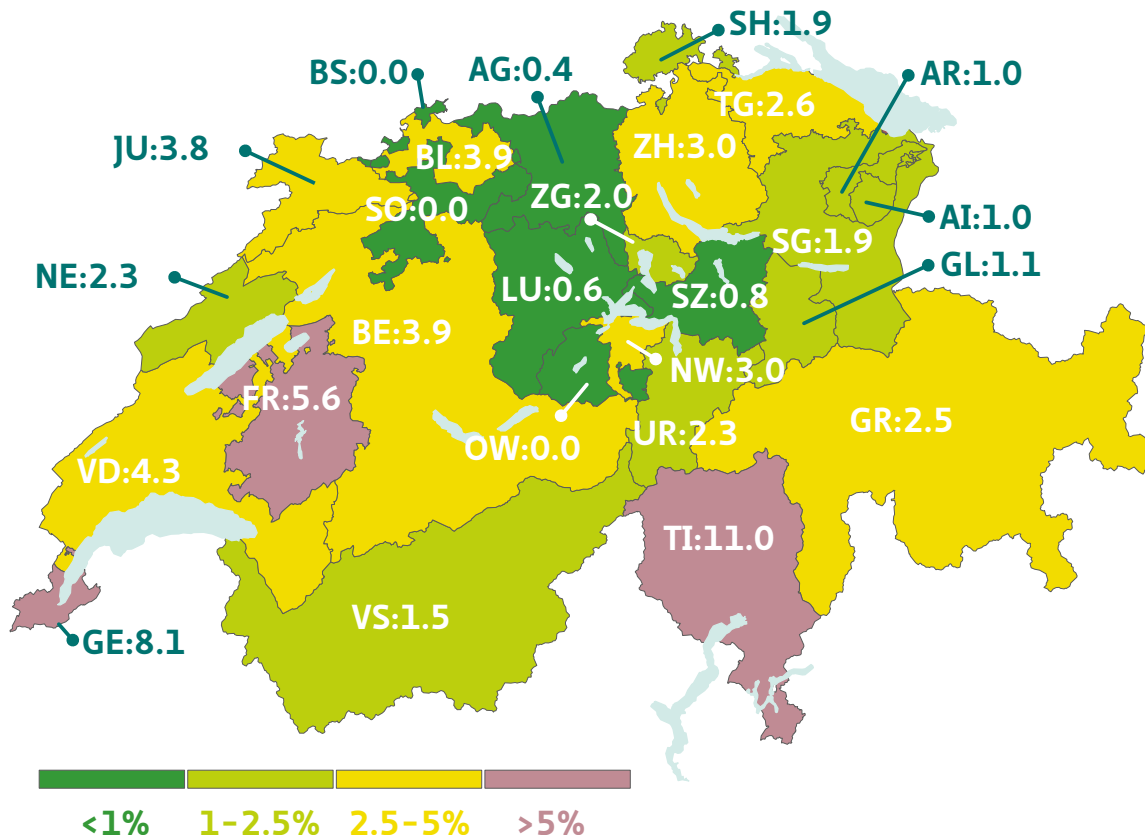 SH:1.9
BS:0.0
AG:0.4
AR:1.0
TG:2.6
JU:3.8
BL:3.9
ZH:3.0
ZG:2.0
SO:0.0
AI:1.0
SG:1.9
NE:2.3
GL:1.1
LU:0.6
SZ:0.8
BE:3.9
NW:3.0
FR:5.6
GR:2.5
OW:0.0
UR:2.3
VD:4.3
TI:11.0
VS:1.5
GE:8.1
<1% 1-2.5% 2.5-5% >5%